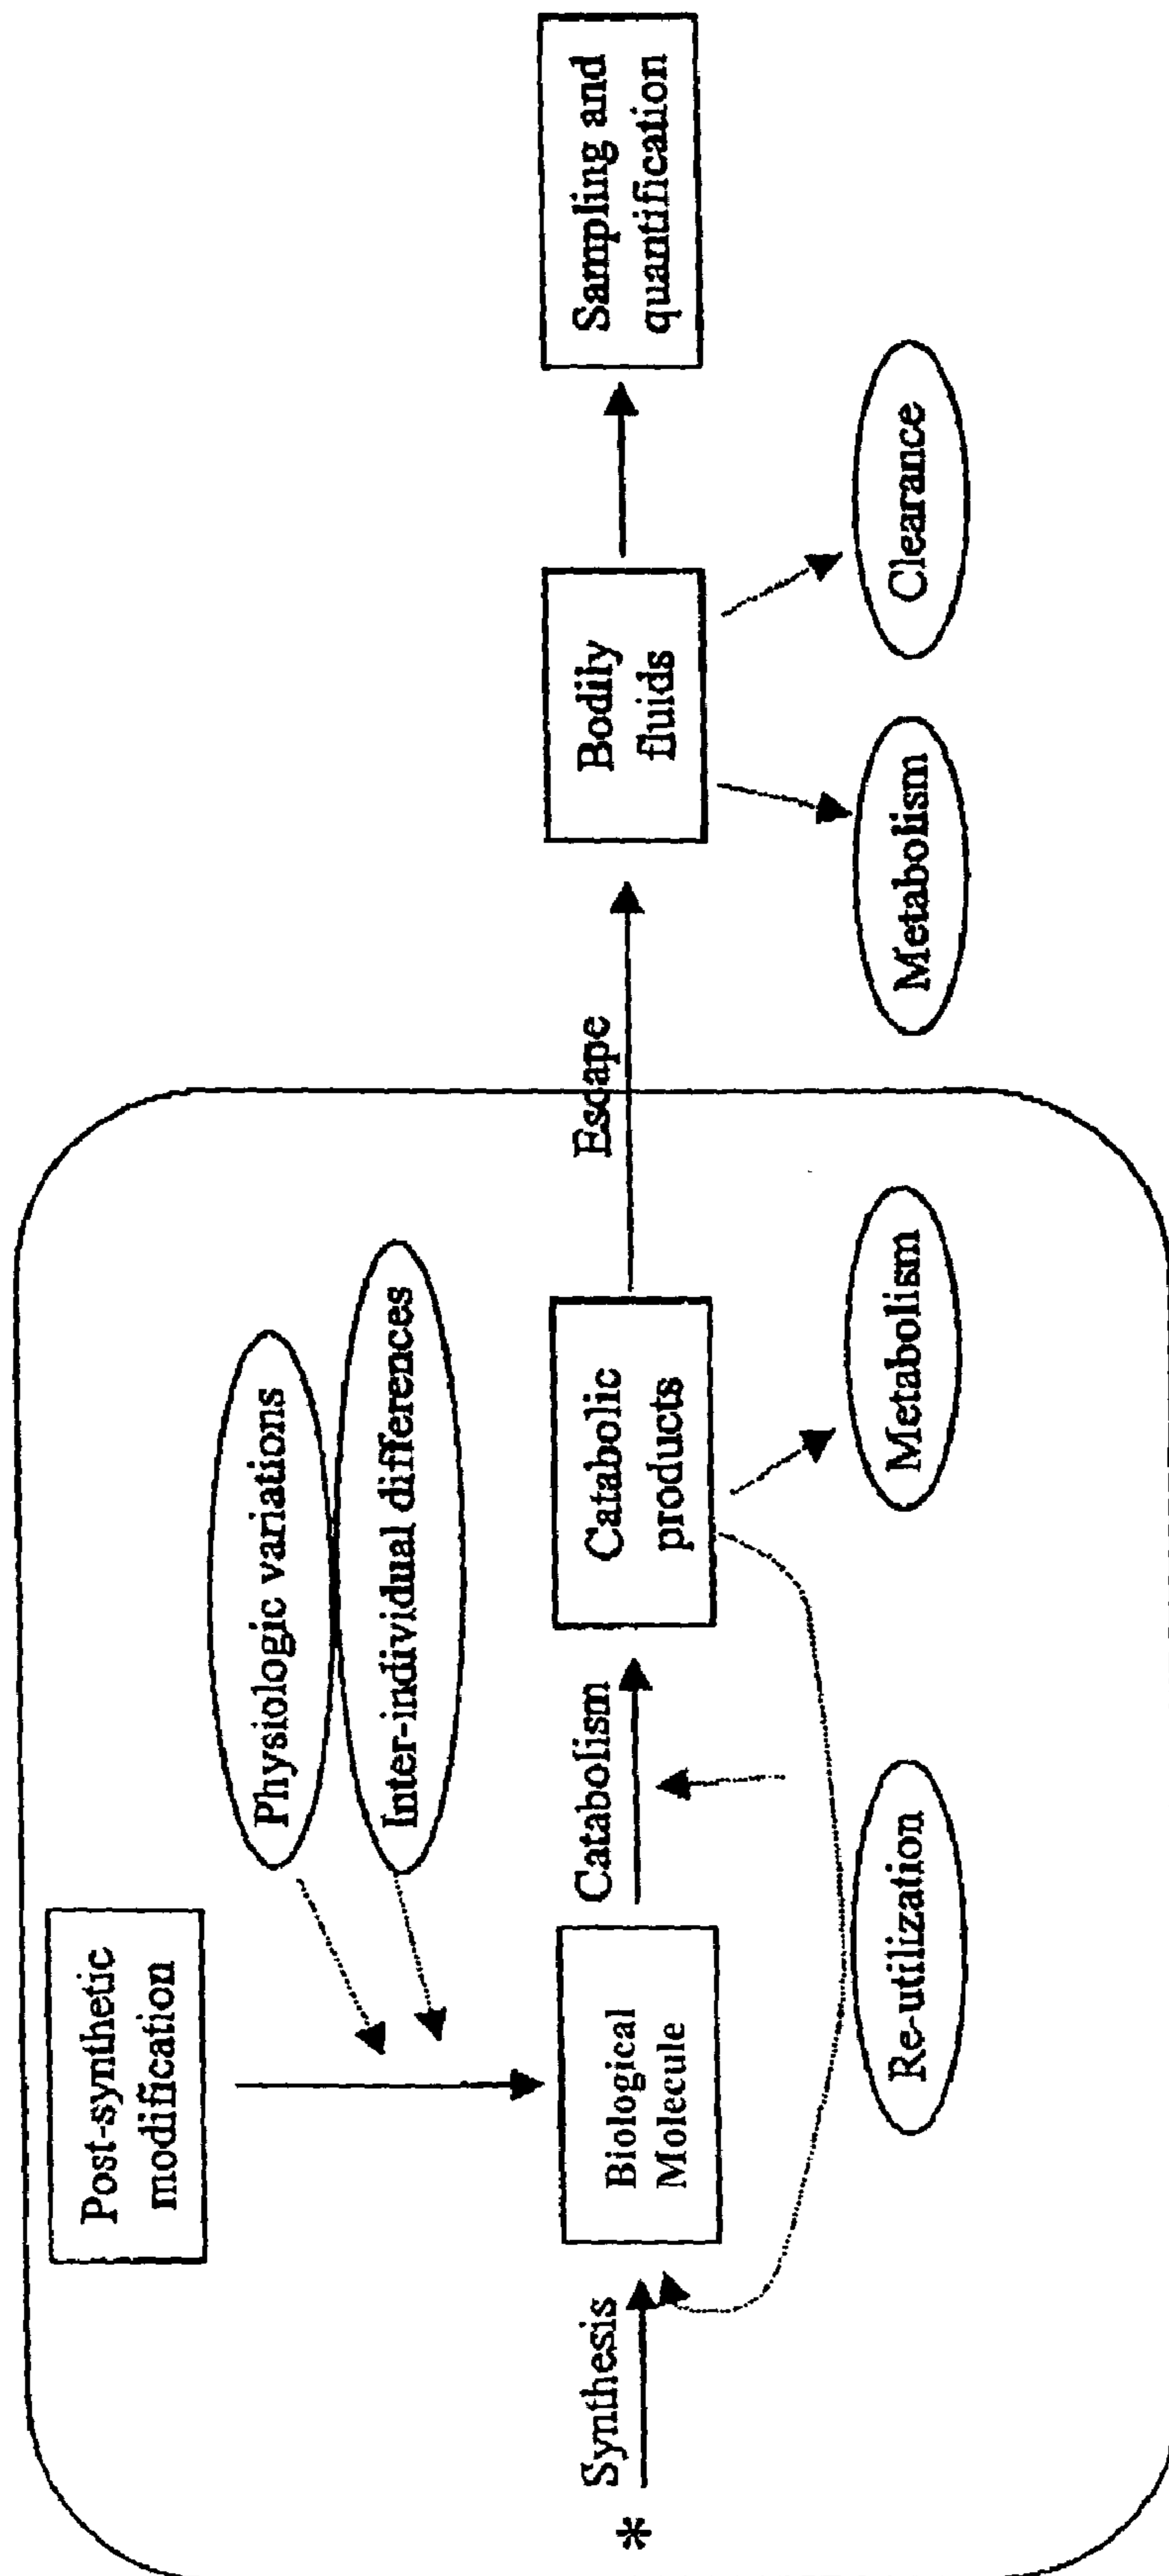 Post-synthetic
modification
Physiologic variations
Inter-individual differences
*
Synthesis
Biological
Molecule
Catabolism
Catabolic
products
Escape
Bodily
fluids
Sampling and
quantification
Re-utilization
Metabolism
Metabolism
Clearance